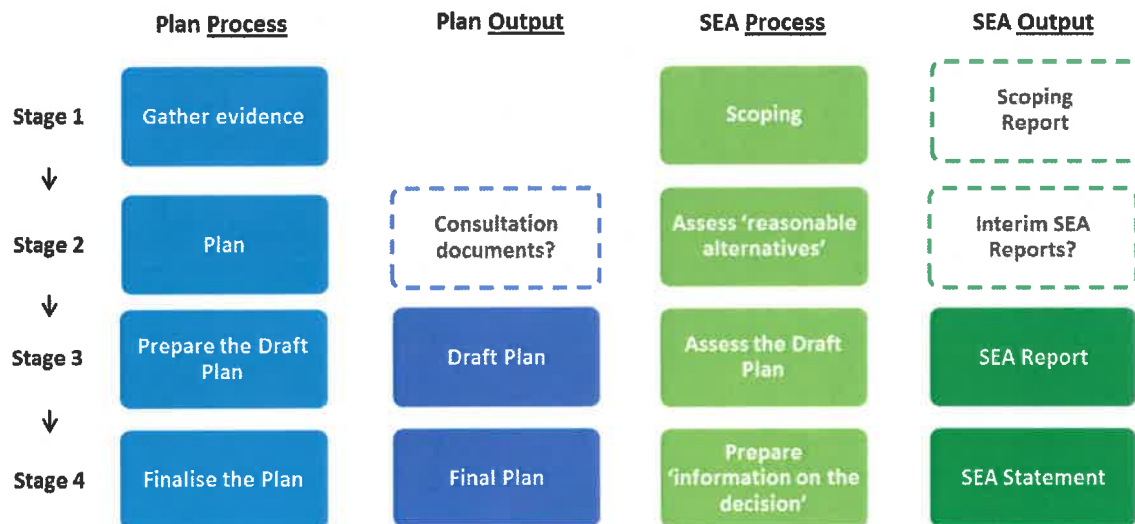 Plan Process
Plan Output
SEA Process
SEA Output
Stage 1
Gather evidence
Scoping
Scoping
Report
Stage 2
Plan
Consultation
documents?
Assess ‘reasonable
alternatives’
Interim SEA
Reports?
Stage 3
Prepare the Draft
Plan
Draft Plan
Assess the Draft
Plan
SEA Report
Stage 4
Finalise the Plan
Final Plan
Prepare
‘information on the
decision’
SEA Statement